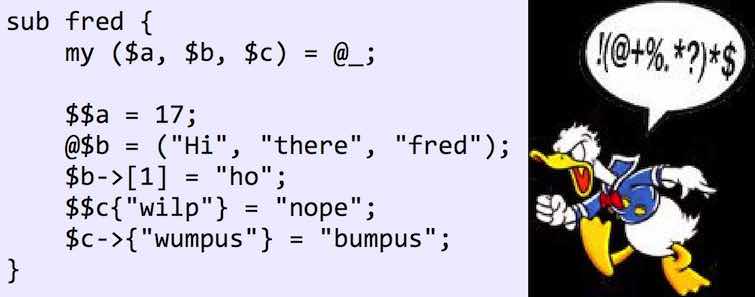 sub fred {
    my ($a, $b, $c) = @_;

    $$a = 17;
    @$b = ("Hi", "there", "fred");
    $b->[1] = "ho";
    $$c{"wilp"} = "nope";
    $c->{"wumpus"} = "bumpus";
}
!(@+%.*?)*$